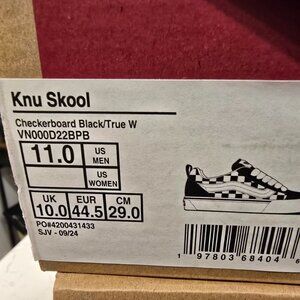 Knu Skool
Checkerboard Black/True W
VN000D22BPB
11.0 US MEN
US WOMEN
UK EUR CM
10.0 44.5 29.0
PO#4200431433
SJV - 09/24
1 97803 68404